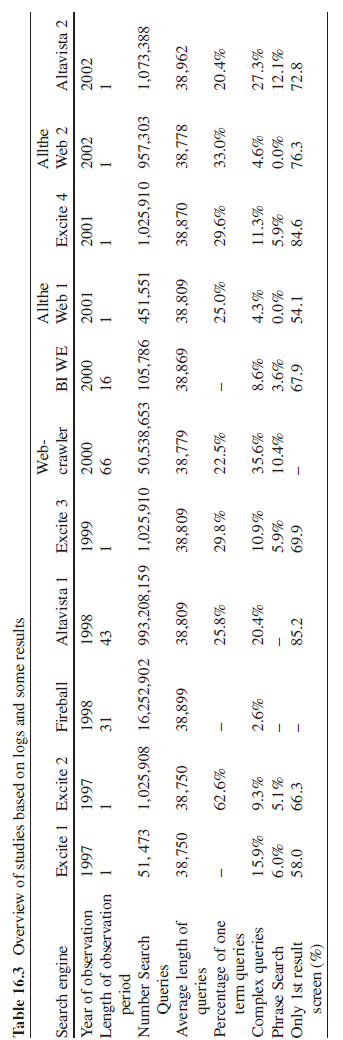 Table 16.3 Overview of studies based on logs and some results
Allthe Allthe
Web-
Search engine Excite 1 Excite 2 Fireball Altavista 1 Excite 3 crawler BI WE Web 1 Excite 4 Web 2 Altavista 2
Year of observation 1997 1997 1998 1998 1999 2000 2000 2001 2001 2002 2002
Length of observation 1 1 31 43 1 66 16 1 1 1 1
period
Number Search 51,473 1,025,908 16,252,902 993,208,159 1,025,910 50,538,653 105,786 451,551 1,025,910 957,303 1,073,388
Queries
Average length of 38,750 38,750 38,899 38,809 38,809 38,779 38,869 38,809 38,870 38,778 38,962
queries
Percentage of one – 62.6% – 25.8% 29.8% 22.5% – 25.0% 29.6% 33.0% 20.4%
term queries
Complex queries 15.9% 9.3% 2.6% 20.4% 10.9% 35.6% 8.6% 4.3% 11.3% 4.6% 27.3%
Phrase Search 6.0% 5.1% – – 5.9% 10.4% 3.6% 0.0% 5.9% 0.0% 12.1%
Only 1st result 58.0 66.3 – 85.2 69.9 – 67.9 54.1 84.6 76.3 72.8
screen (%)